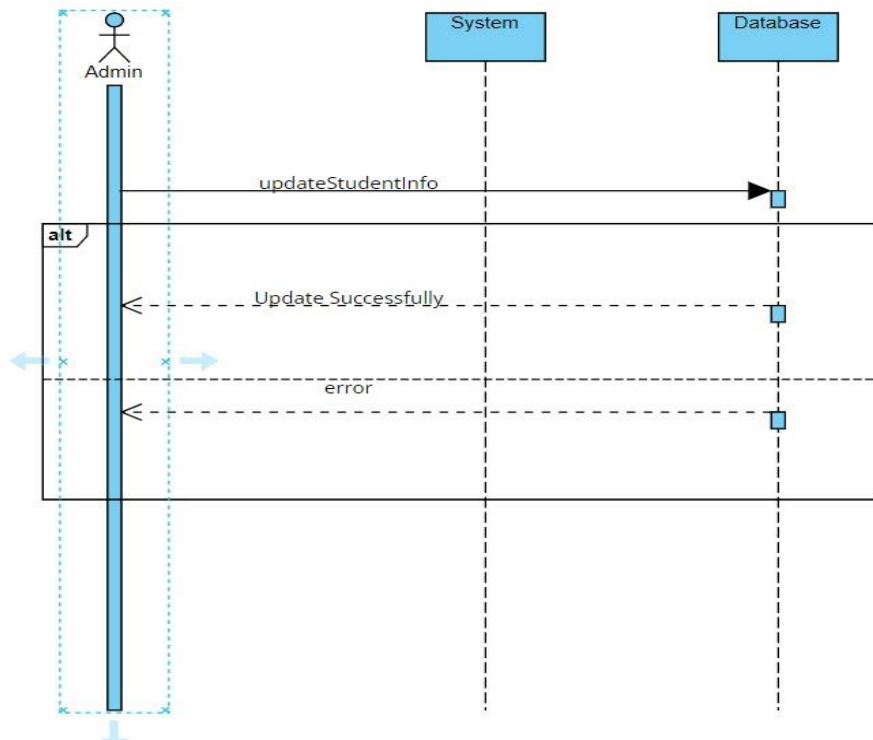 System
Database
Admin
updateStudentInfo
alt
Update Successfully
error